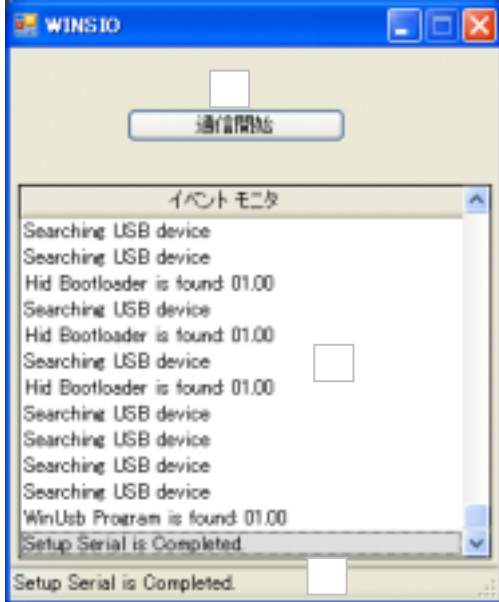 WINSIO
通信開始
イベント モニタ
Searching USB device
Searching USB device
Hid Bootloader is found: 01.00
Searching USB device
Hid Bootloader is found: 01.00
Searching USB device
Hid Bootloader is found: 01.00
Searching USB device
Searching USB device
Searching USB device
Searching USB device
WinUsb Program is found: 01.00
Setup Serial is Completed.
Setup Serial is Completed.